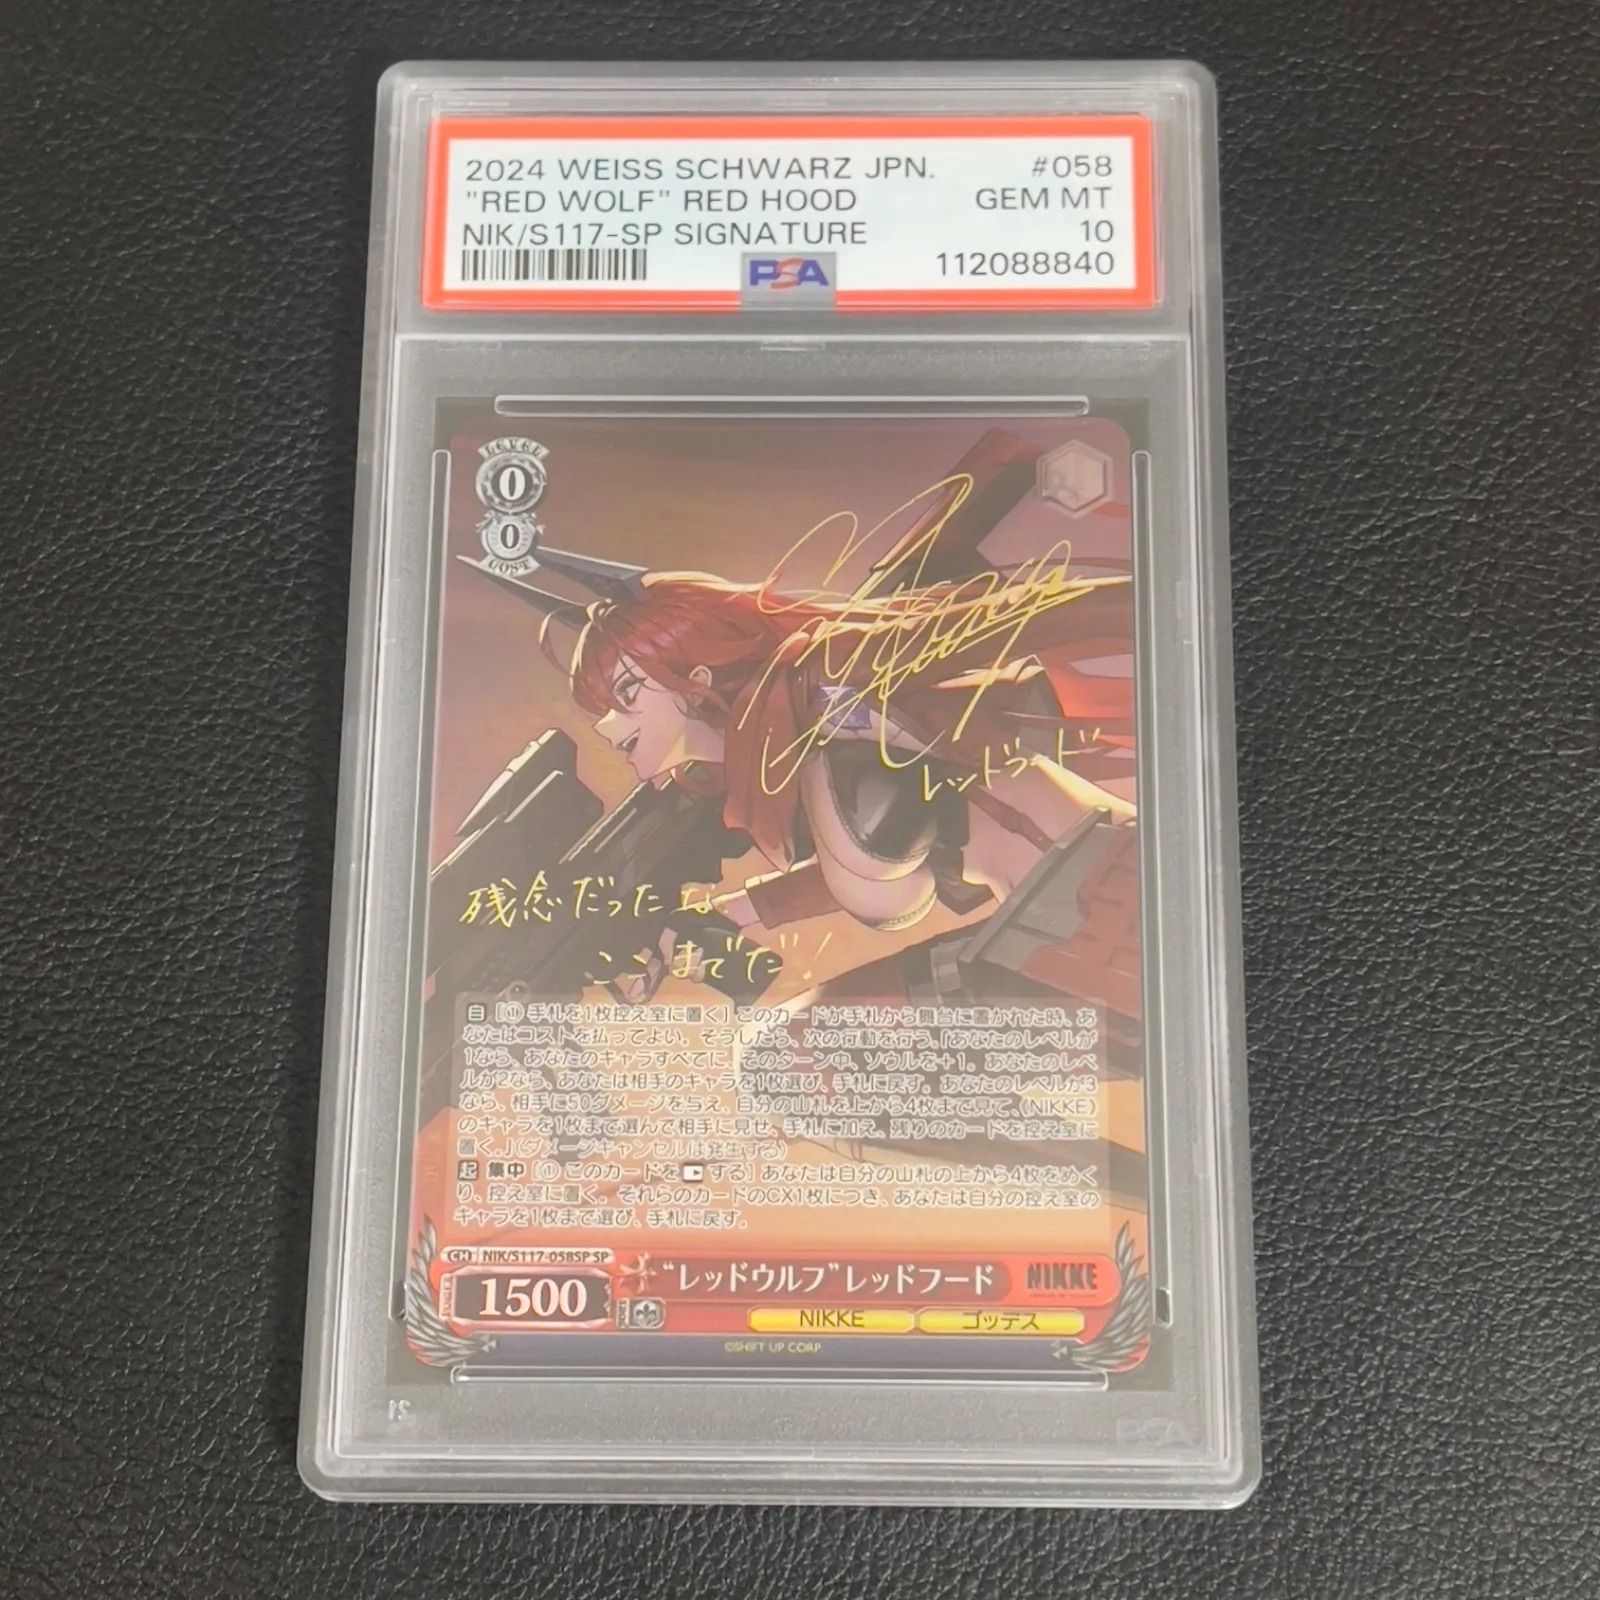 2024 WEISS SCHWARZ JPN. #058
"RED WOLF" RED HOOD GEM MT
NIK/S117-SP SIGNATURE 10
PSA 112088840
LEVEL
0
0
COST
レッドフード
残念だったな
ここまでだ!
自 [⑪ 手札を1枚控え室に置く] このカードが手札から舞台に置かれた時、あ
なたはコストを払ってよい。そうしたら、次の行動を行う。『あなたのレベルが
1なら、あなたのキャラすべてに、そのターン中、ソウルを+1。あなたのレベ
ルが2なら、あなたは相手のキャラを1枚選び、手札に戻す。あなたのレベルが3
なら、相手に50ダメージを与え、自分の山札を上から4枚まで見て、《NIKKE》
のキャラを1枚まで選んで相手に見せ、手札に加え、残りのカードを控え室に
置く。』(ダメージキャンセルは発生する)
起 集中 [① このカードを する] あなたは自分の山札の上から4枚をめく
り、控え室に置く。それらのカードのCX1枚につき、あなたは自分の控え室の
キャラを1枚まで選び、手札に戻す。
CH NIK/S117-058SP SP
1500 "レッドウルフ"レッドフード NIKKE
NIKKE ゴッデス
©SHIFT UP CORP.